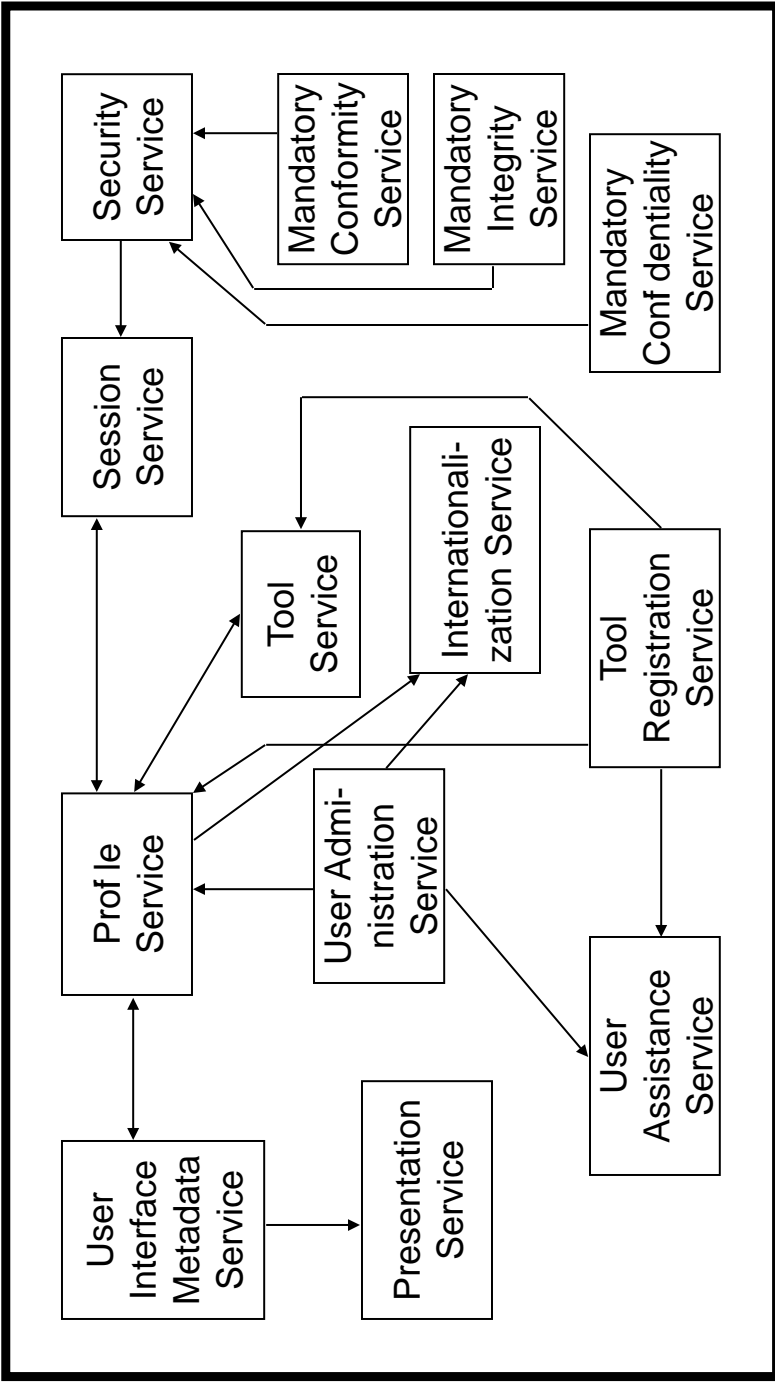 User
Interface
Metadata
Service
Prof le
Service
Session
Service
Security
Service
Tool
Service
Mandatory
Conformity
Service
User Admi-
nistration
Service
Presentation
Service
Internationali-
zation Service
Mandatory
Integrity
Service
User
Assistance
Service
Tool
Registration
Service
Mandatory
Conf dentiality
Service